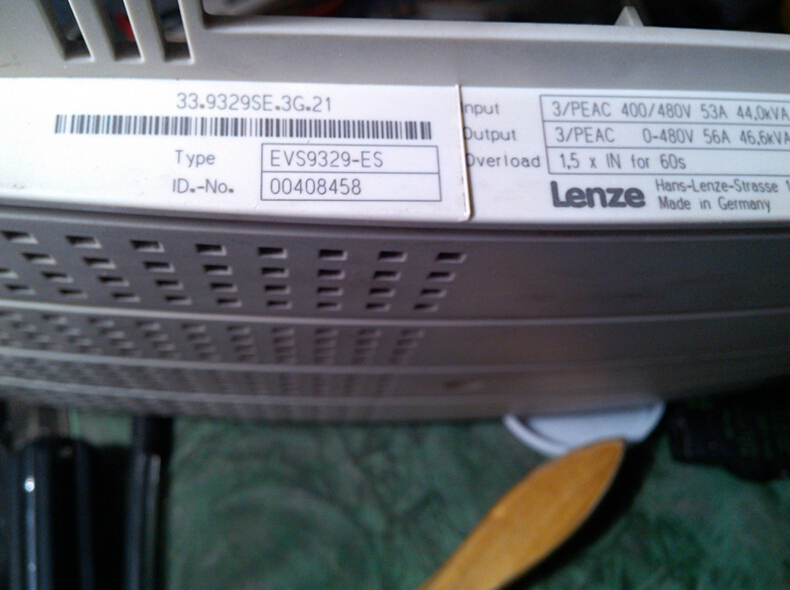 33.9329SE.3G.21
Type EVS9329-ES
ID.-No. 00408458
Input 3/PEAC 400/480V 53A 44,0kVA
Output 3/PEAC 0-480V 56A 46,6kVA
Overload 1,5 x IN for 60s
Lenze Hans-Lenze-Strasse 1
Made in Germany